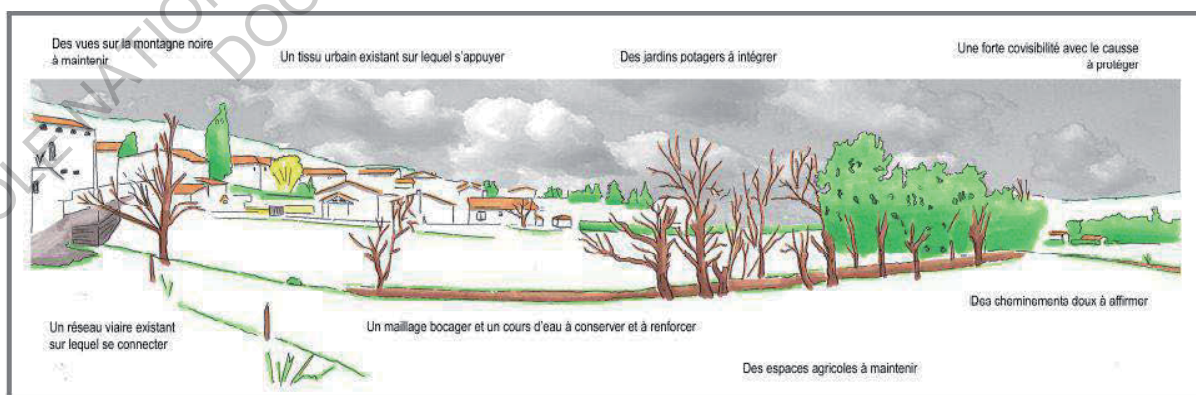 Des vues sur la montagne noire
à maintenir
Un tissu urbain existant sur lequel s'appuyer
Des jardins potagers à intégrer
Une forte covisibilité avec le causse
à protéger
Des cheminements doux à affirmer
Un réseau viaire existant
sur lequel se connecter
Un maillage bocager et un cours d'eau à conserver et à renforcer
Des espaces agricoles à maintenir